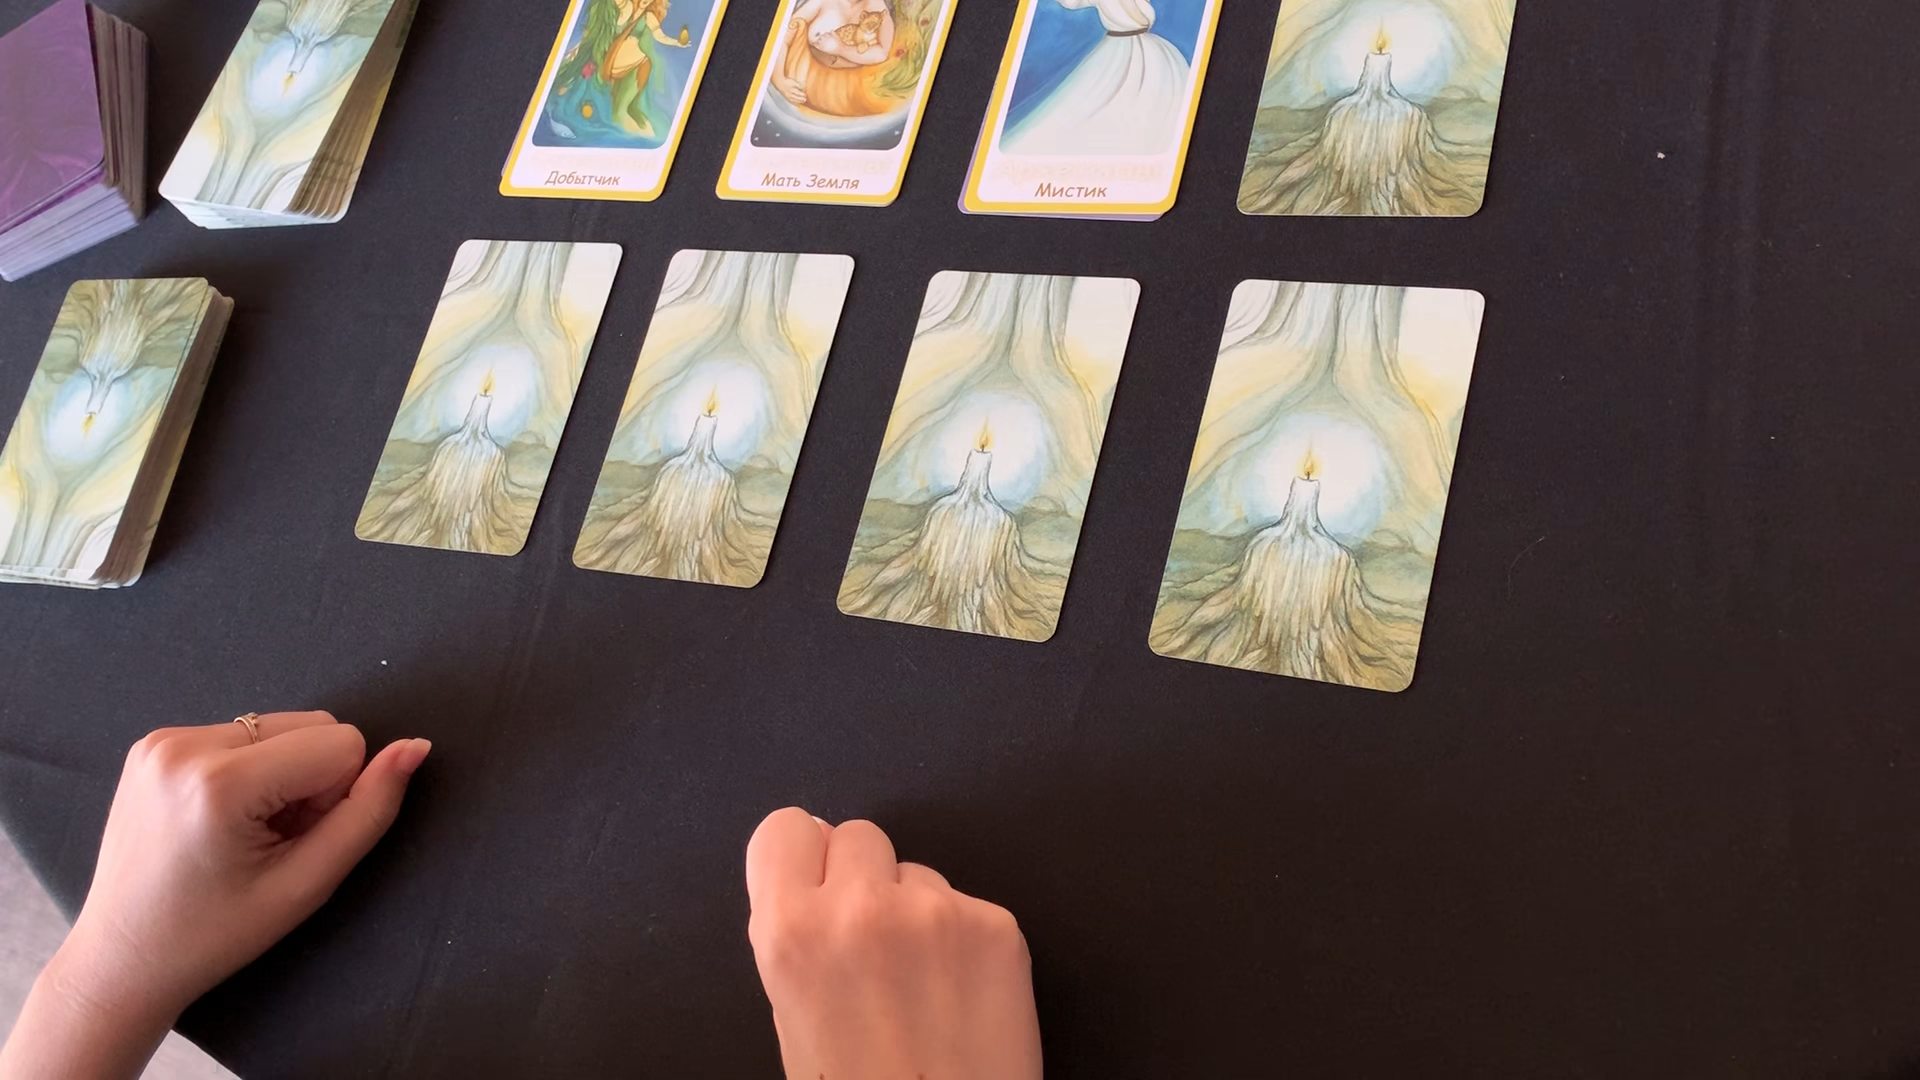 Добытчик
Мать Земля
Мистик